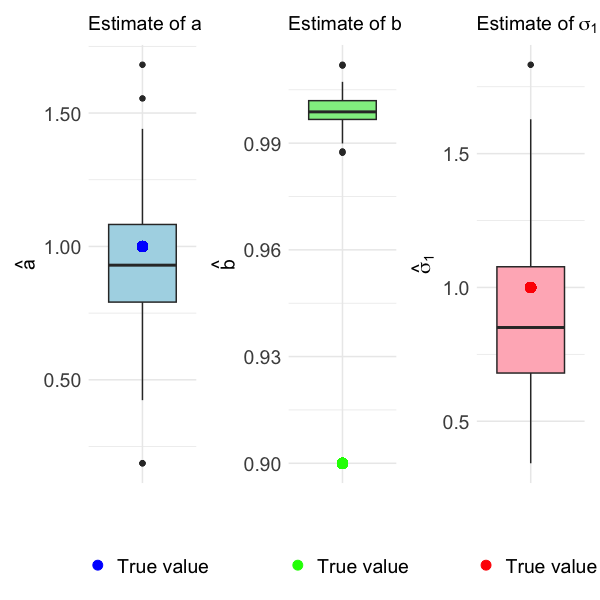 Estimate of a
Estimate of b
Estimate of σ₁
1.50
1.00
0.50
â
0.99
0.96
0.93
0.90
b̂
1.5
1.0
0.5
σ̂₁
True value
True value
True value